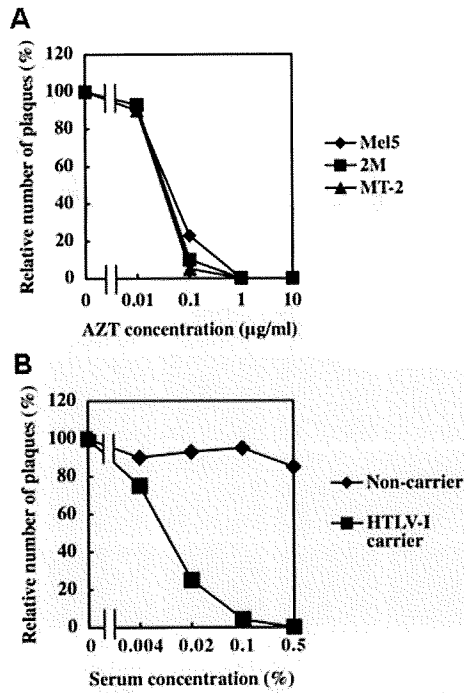 A
Relative number of plaques (%)
120
100
80
60
40
20
0
0 0.01 0.1 1 10
AZT concentration (µg/ml)
Mel5
2M
MT-2
B
Relative number of plaques (%)
120
100
80
60
40
20
0
0 0.004 0.02 0.1 0.5
Serum concentration (%)
Non-carrier
HTLV-I
carrier